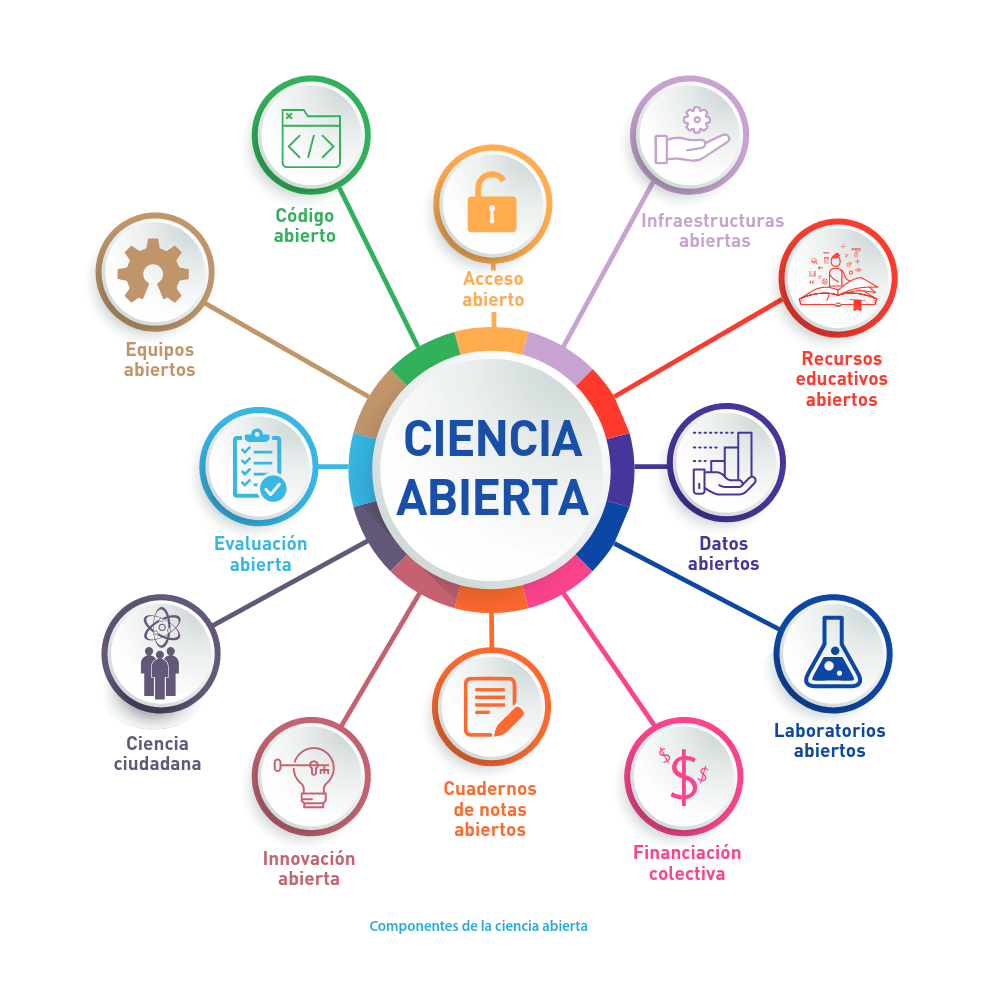 Código
abierto
Acceso
abierto
Infraestructuras
abiertas
Equipos
abiertos
Recursos
educativos
abiertos
CIENCIA
ABIERTA
Evaluación
abierta
Datos
abiertos
Ciencia
ciudadana
Laboratorios
abiertos
Innovación
abierta
Cuadernos
de notas
abiertos
Financiación
colectiva
Componentes de la ciencia abierta